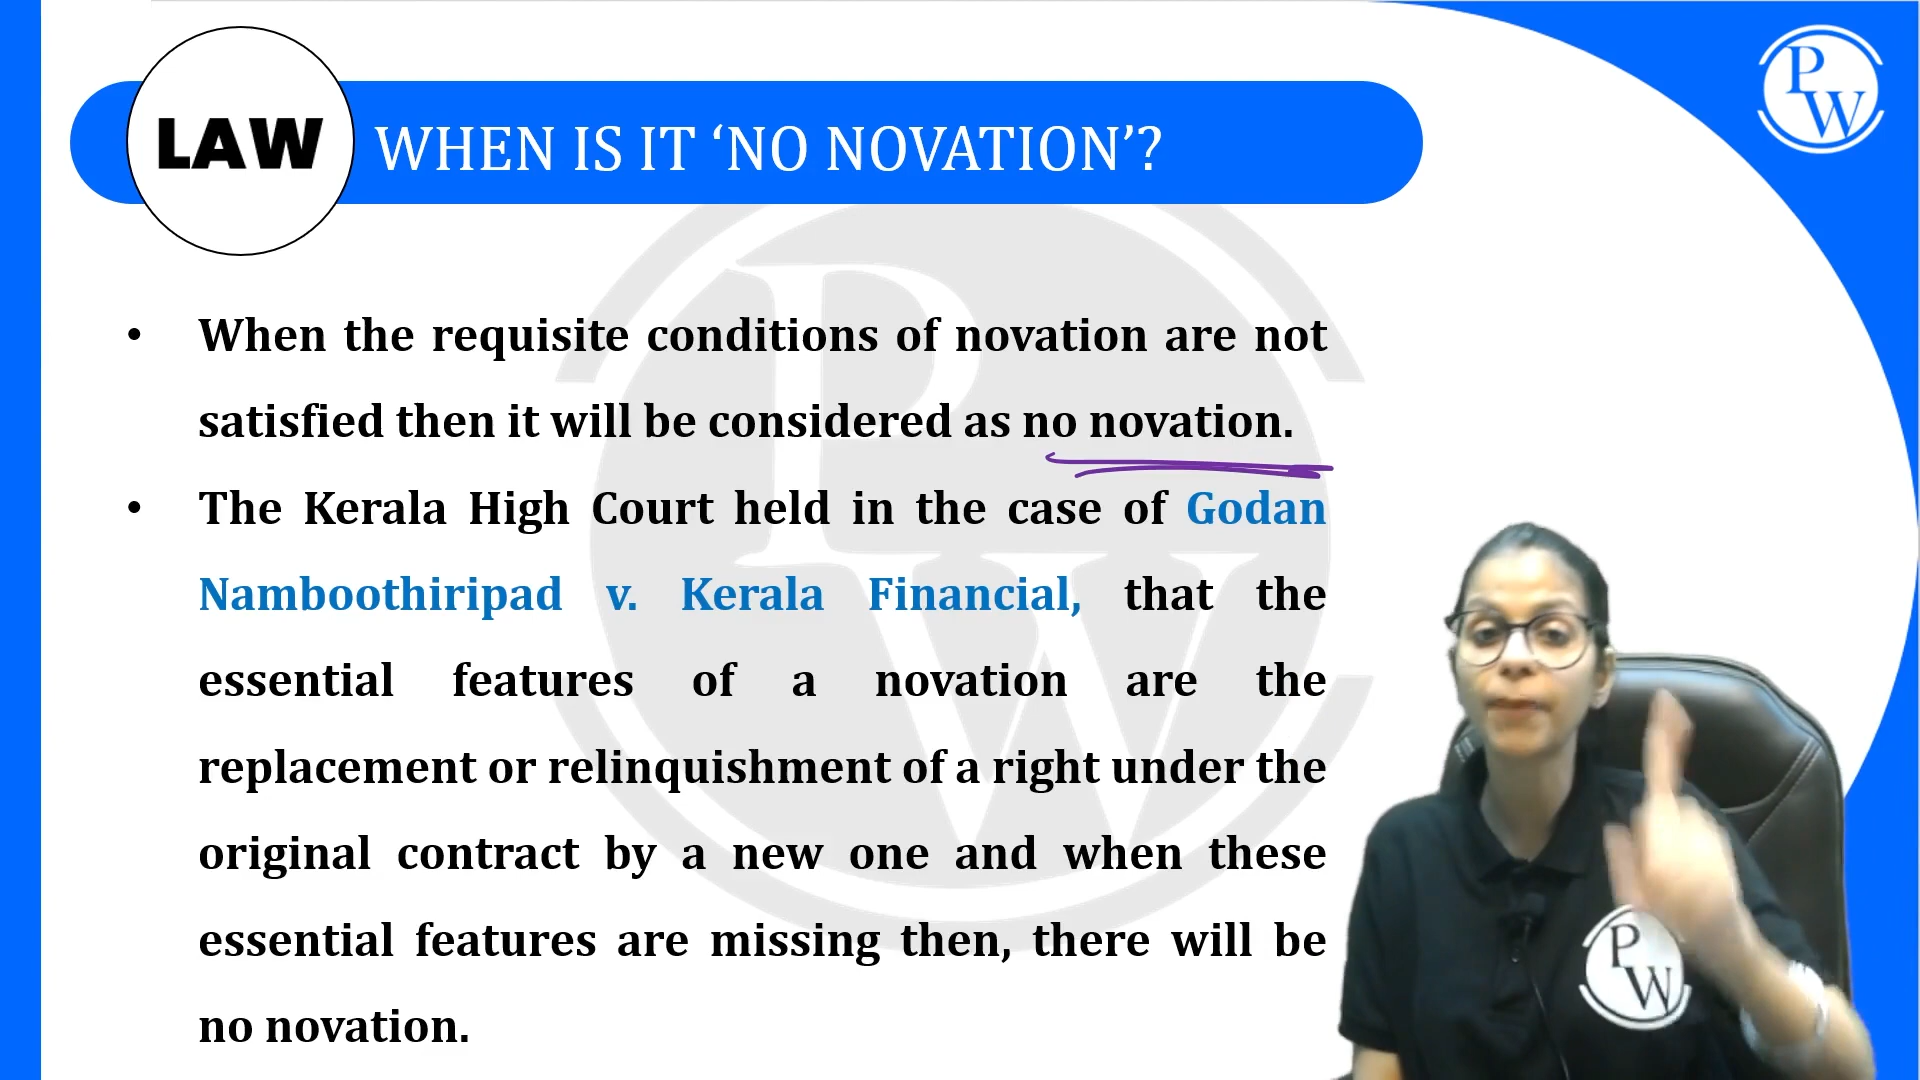 LAW
WHEN IS IT ‘NO NOVATION’?
PW
• When the requisite conditions of novation are not
satisfied then it will be considered as no novation.
• The Kerala High Court held in the case of Godan
Namboothiripad v. Kerala Financial, that the
essential features of a novation are the
replacement or relinquishment of a right under the
original contract by a new one and when these
essential features are missing then, there will be
no novation.
PW
PW